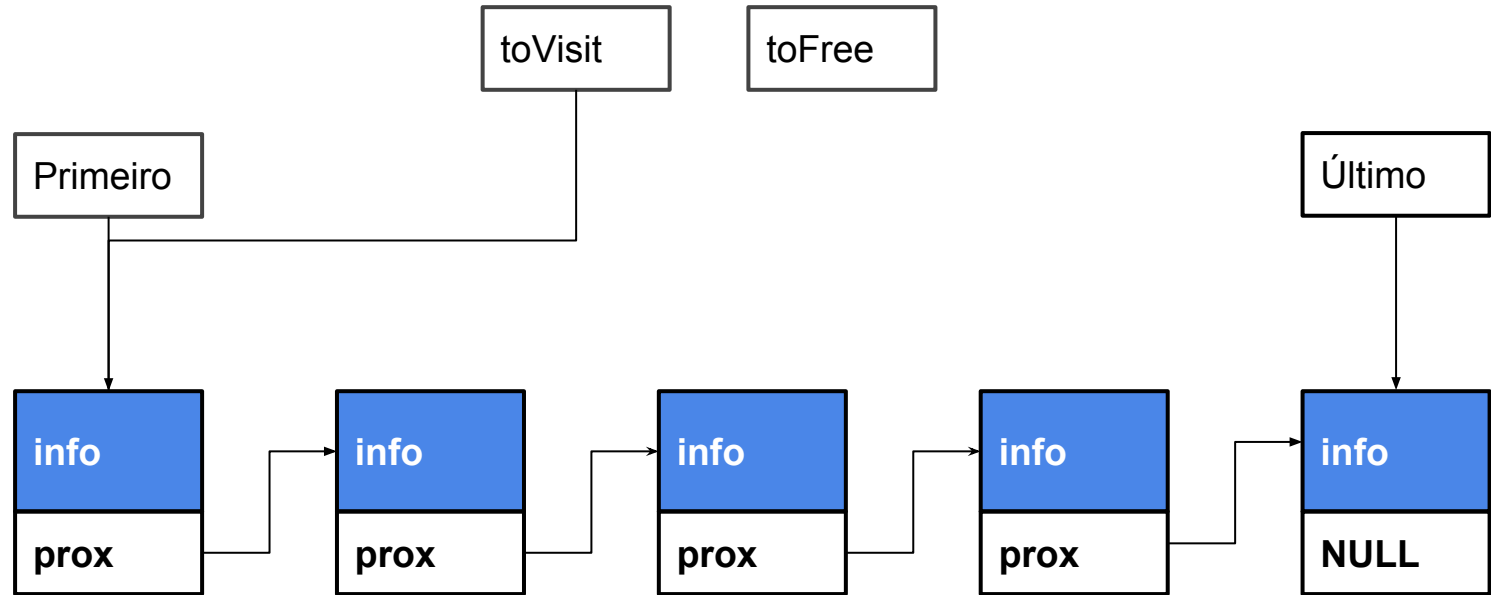 toVisit
toFree
Primeiro
Último
info
info
info
info
info
prox
prox
prox
prox
NULL